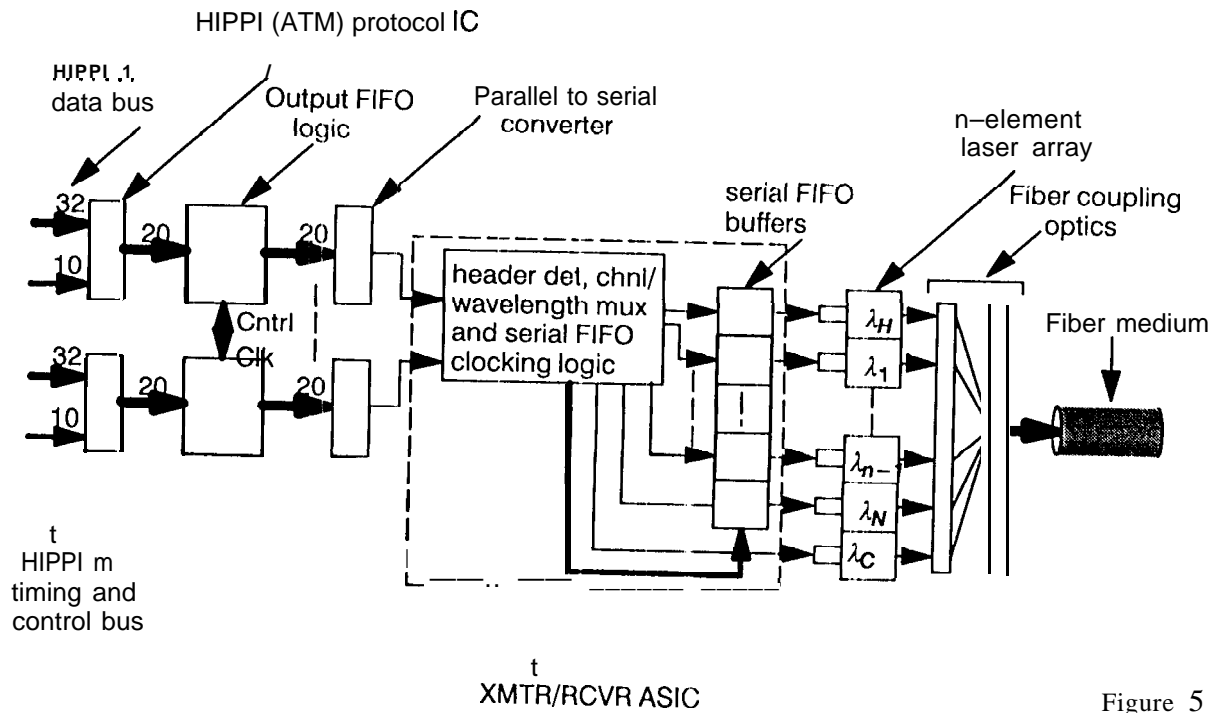 HIPPI (ATM) protocol IC
HIPPI .1
data bus
Output FIFO
logic
Parallel to serial
converter
n–element
laser array
serial FIFO
buffers
Fiber coupling
optics
32
10
20
20
header det, chnl/
wavelength mux
and serial FIFO
clocking logic
Cntrl
Clk
λH
λ1
Fiber medium
32
10
20
20
λn–1
λN
λC
t
HIPPI m
timing and
control bus
t
XMTR/RCVR ASIC
Figure 5